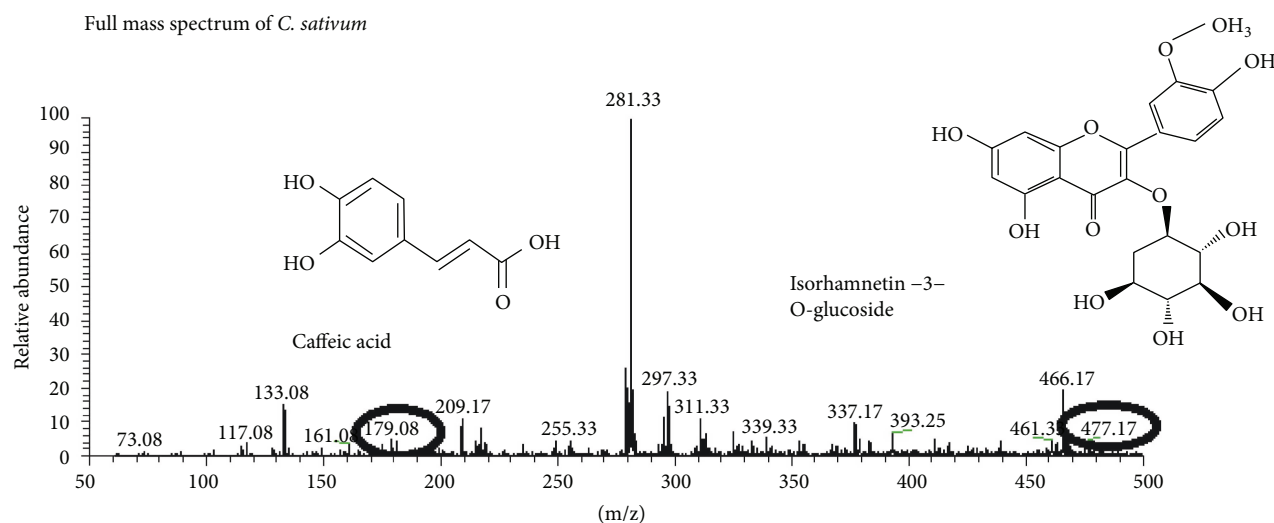 Full mass spectrum of C. sativum
Relative abundance
100
90
80
70
60
50
40
30
20
10
0
50
100
150
200
250
300
350
400
450
500
(m/z)
73.08
117.08
133.08
161.0
179.08
209.17
255.33
281.33
297.33
311.33
339.33
337.17
393.25
461.3
466.17
477.17
HO
HO
OH
O
Caffeic acid
OH3
O
OH
HO
O
O
OH
O
OH
HO
OH
OH
Isorhamnetin −3−
O-glucoside